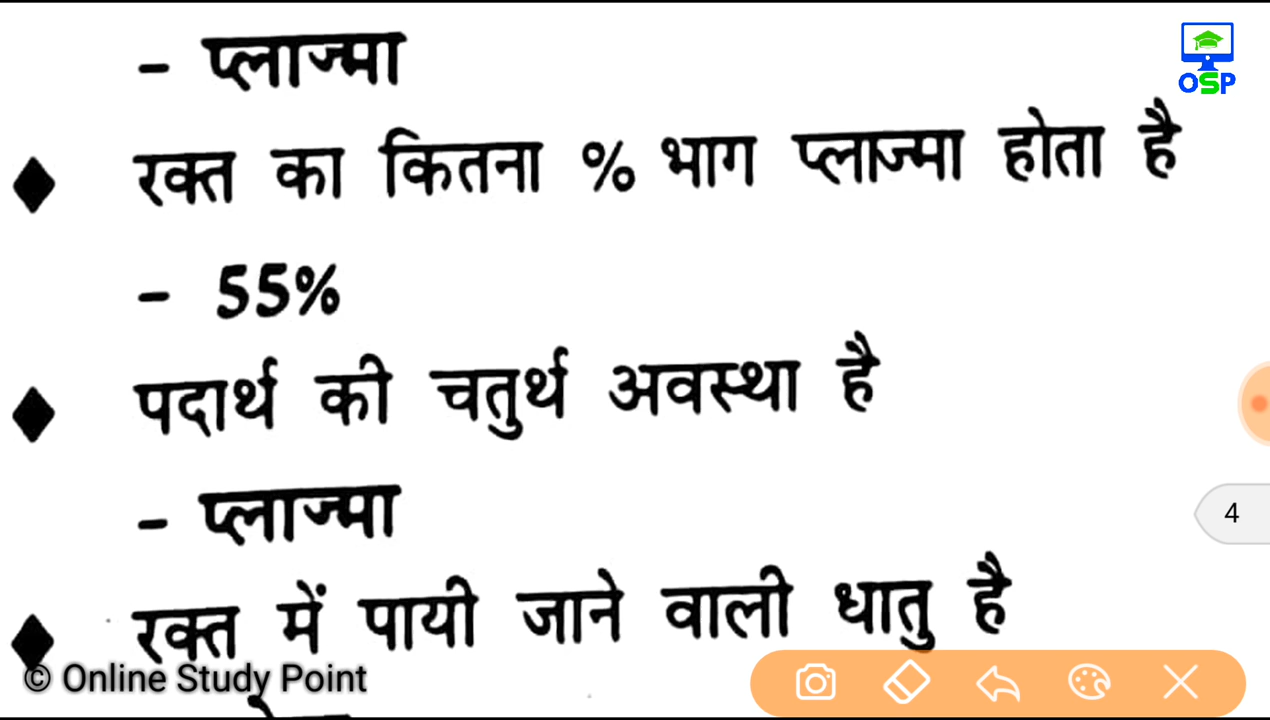 - प्लाज्मा
OSP
♦ रक्त का कितना % भाग प्लाज्मा होता है
- 55%
♦ पदार्थ की चतुर्थ अवस्था है
- प्लाज्मा
4
♦ रक्त में पायी जाने वाली धातु है
© Online Study Point